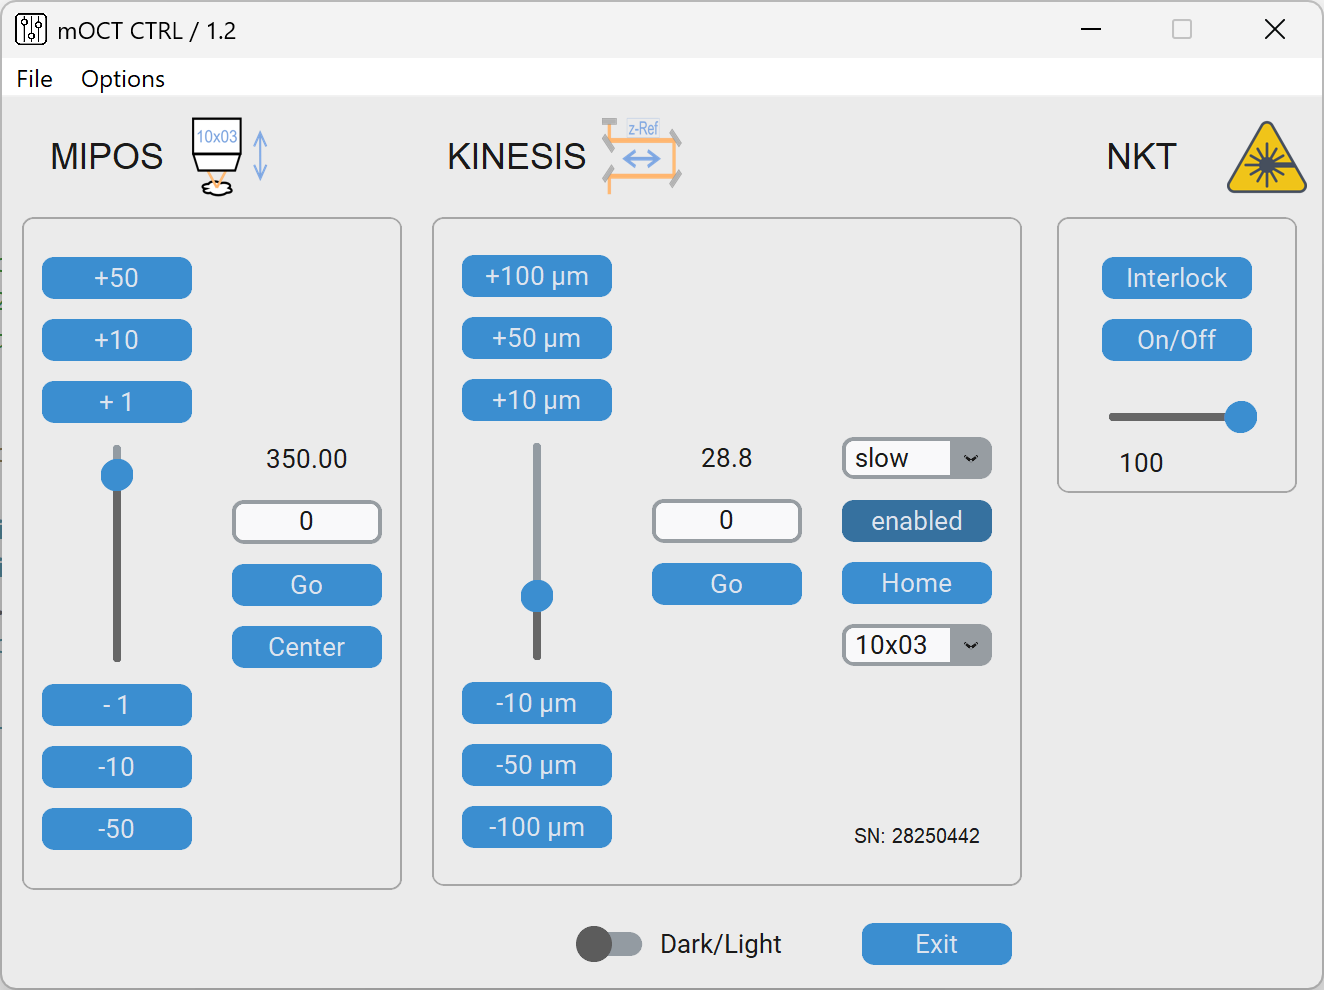 mOCT CTRL / 1.2
File Options
MIPOS
10x03
KINESIS
z-Ref
NKT
+50
+10
+ 1
350.00
0
Go
Center
- 1
-10
-50
+100 µm
+50 µm
+10 µm
28.8
0
Go
slow
enabled
Home
10x03
-10 µm
-50 µm
-100 µm
SN: 28250442
Interlock
On/Off
100
Dark/Light
Exit